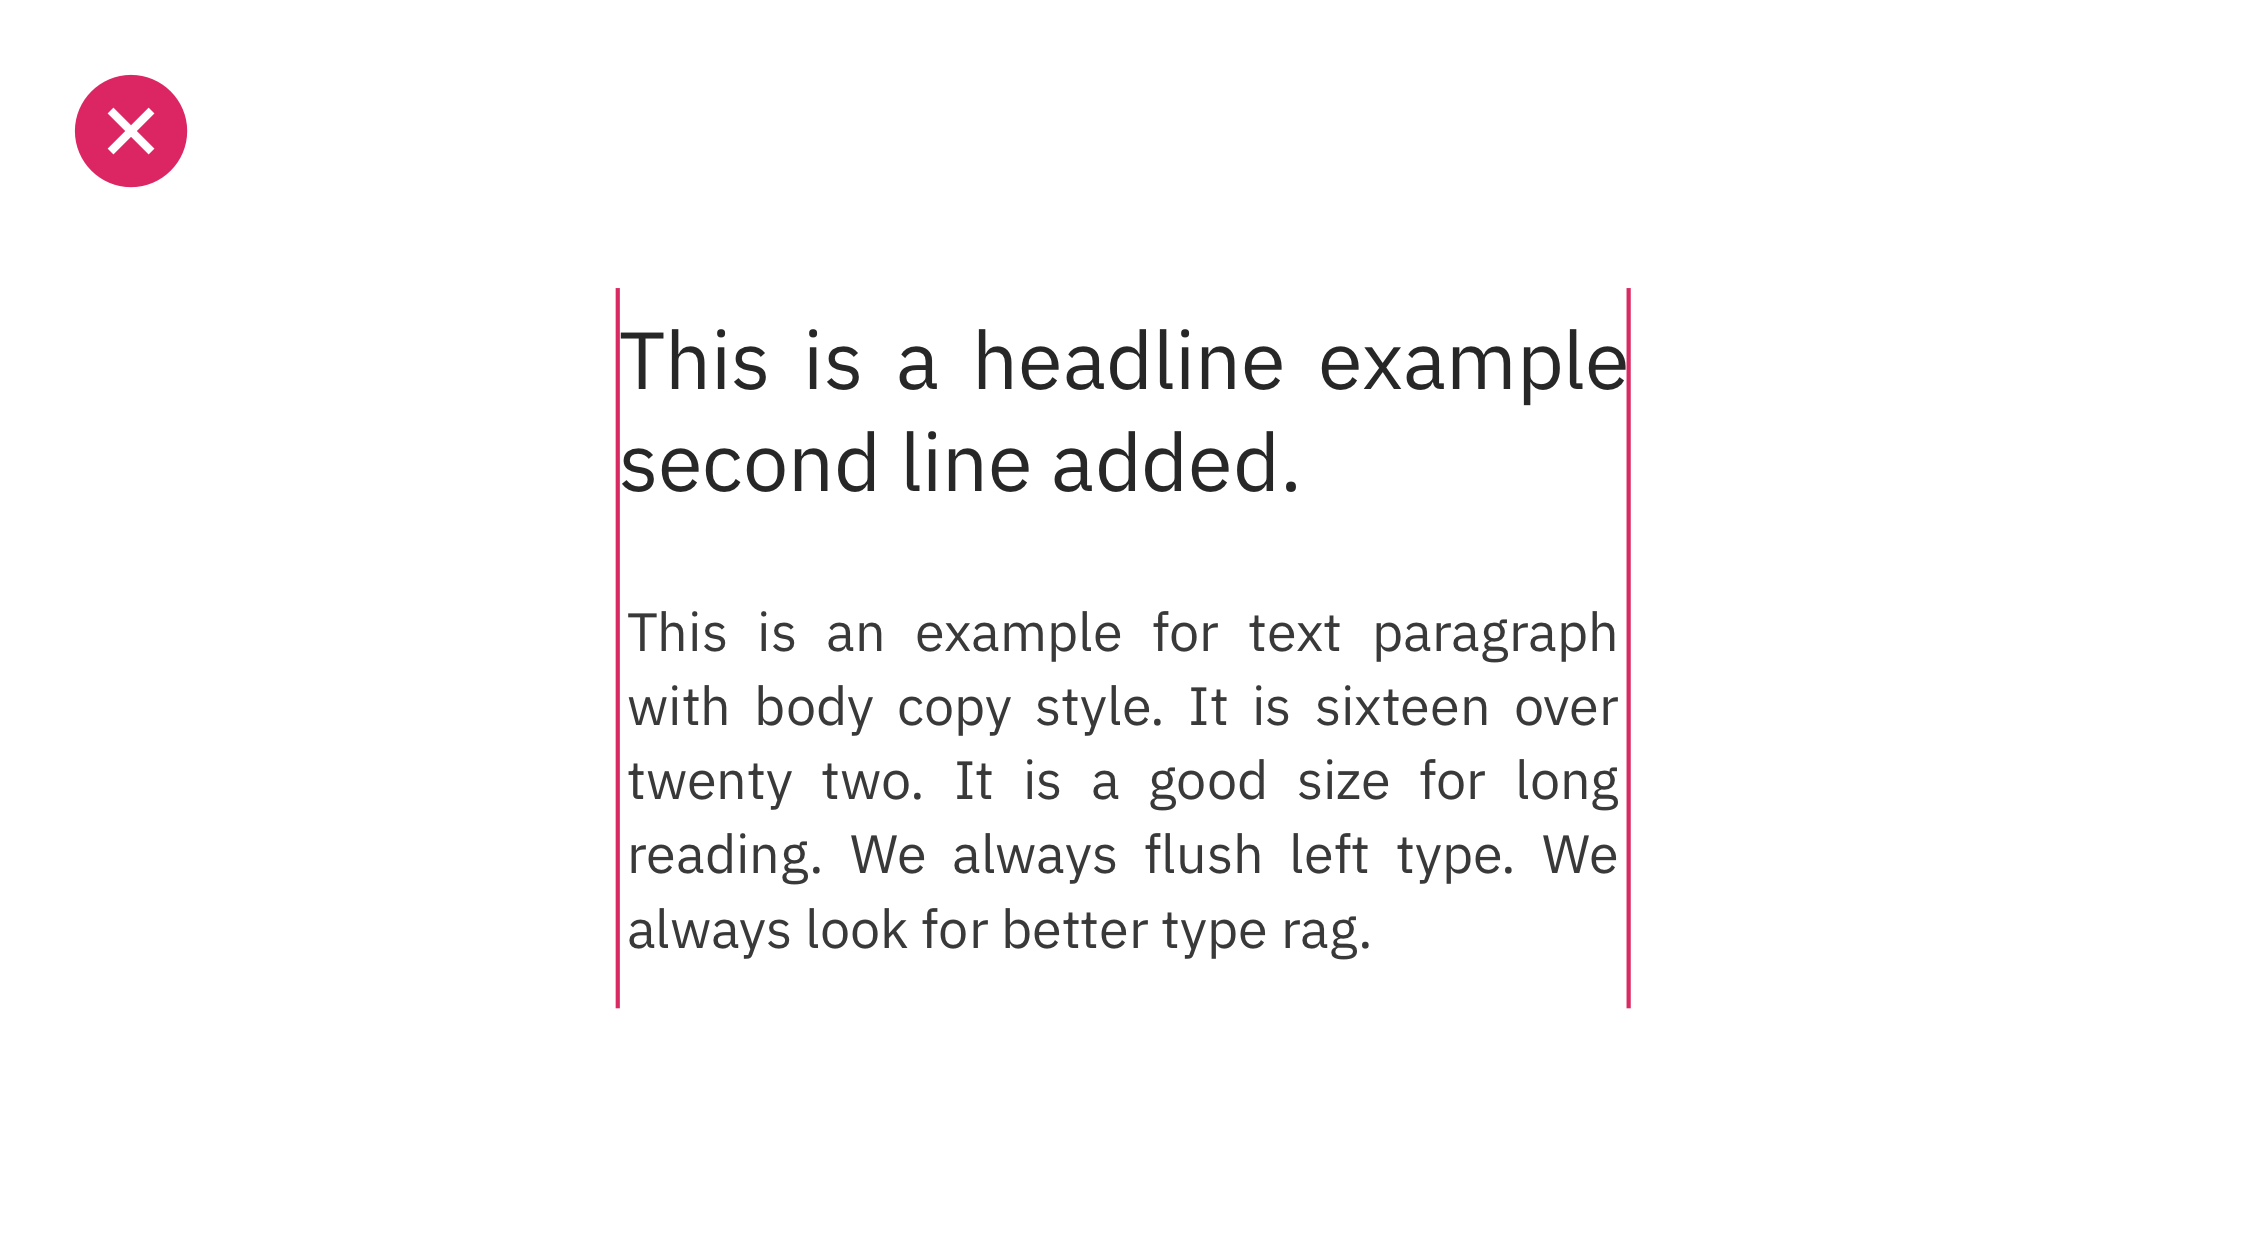 This is a headline example
second line added.
This is an example for text paragraph
with body copy style. It is sixteen over
twenty two. It is a good size for long
reading. We always flush left type. We
always look for better type rag.